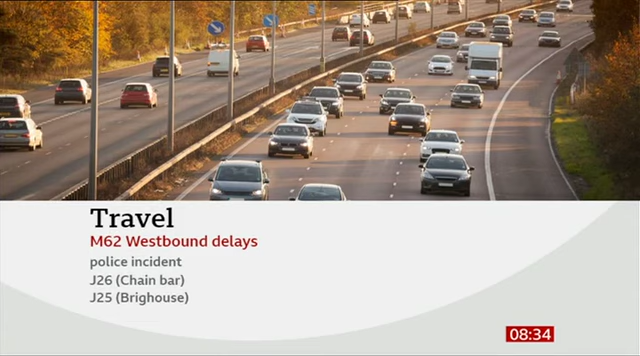 Travel
M62 Westbound delays
police incident
J26 (Chain bar)
J25 (Brighouse)
08:34